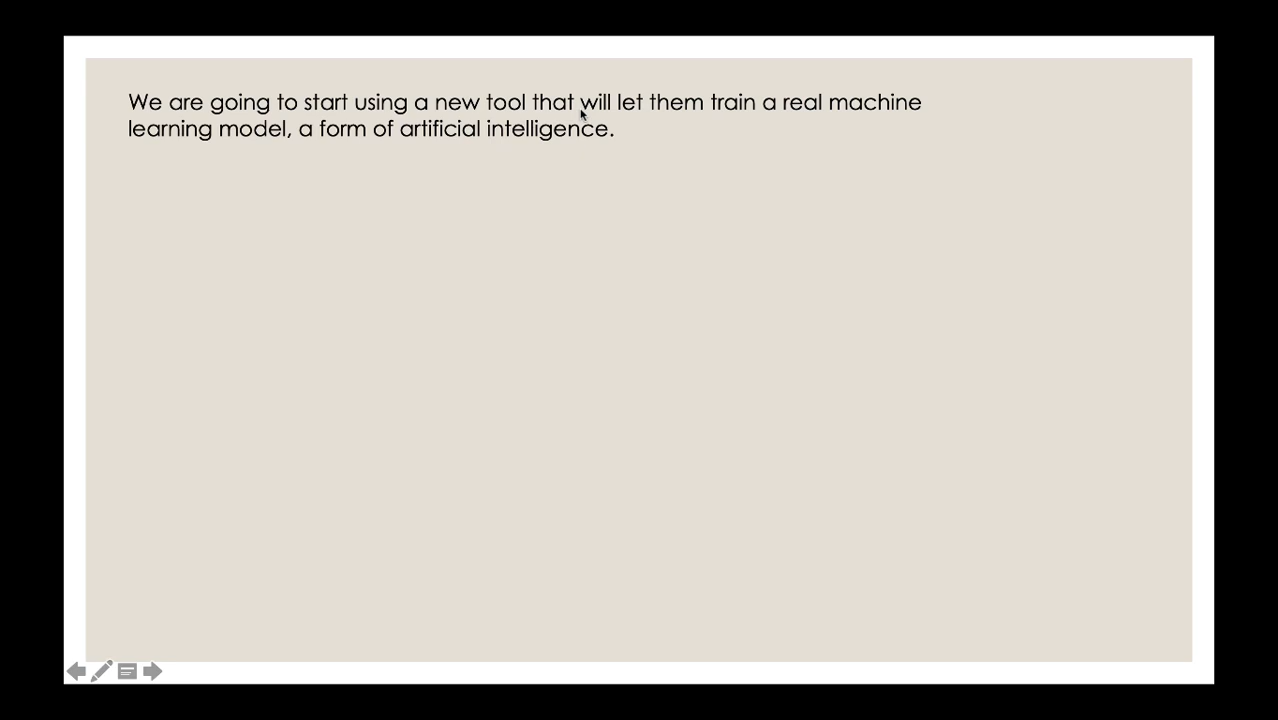 We are going to start using a new tool that will let them train a real machine
learning model, a form of artificial intelligence.